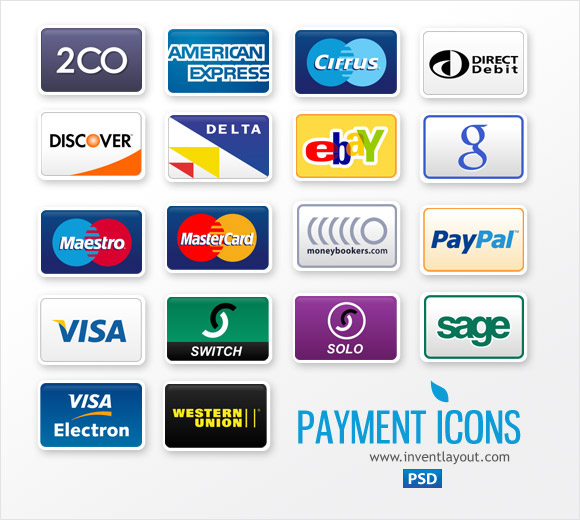 2CO
AMERICAN
EXPRESS
Cirrus
DIRECT
Debit
DISCOVER
DELTA
ebaY
g
Maestro
MasterCard
moneybookers.com
PayPal™
VISA
SWITCH
SOLO
sage
VISA
Electron
WESTERN
UNION
PAYMENT ICONS
www.inventlayout.com
PSD